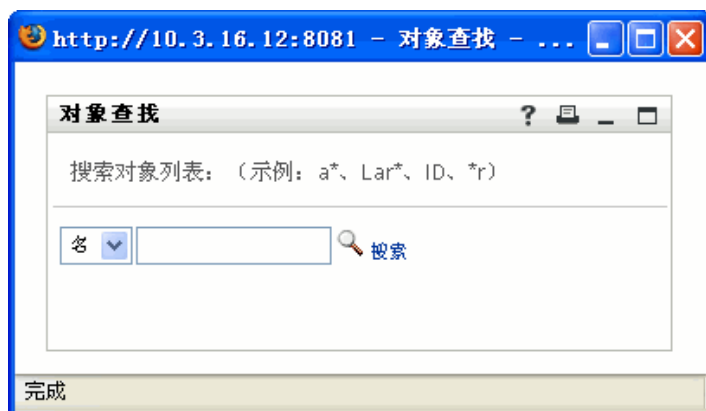 http://10.3.16.12:8081 - 对象查找 - ...
对象查找
搜索对象列表：（示例：a*、Lar*、ID、*r）
名
搜索
完成